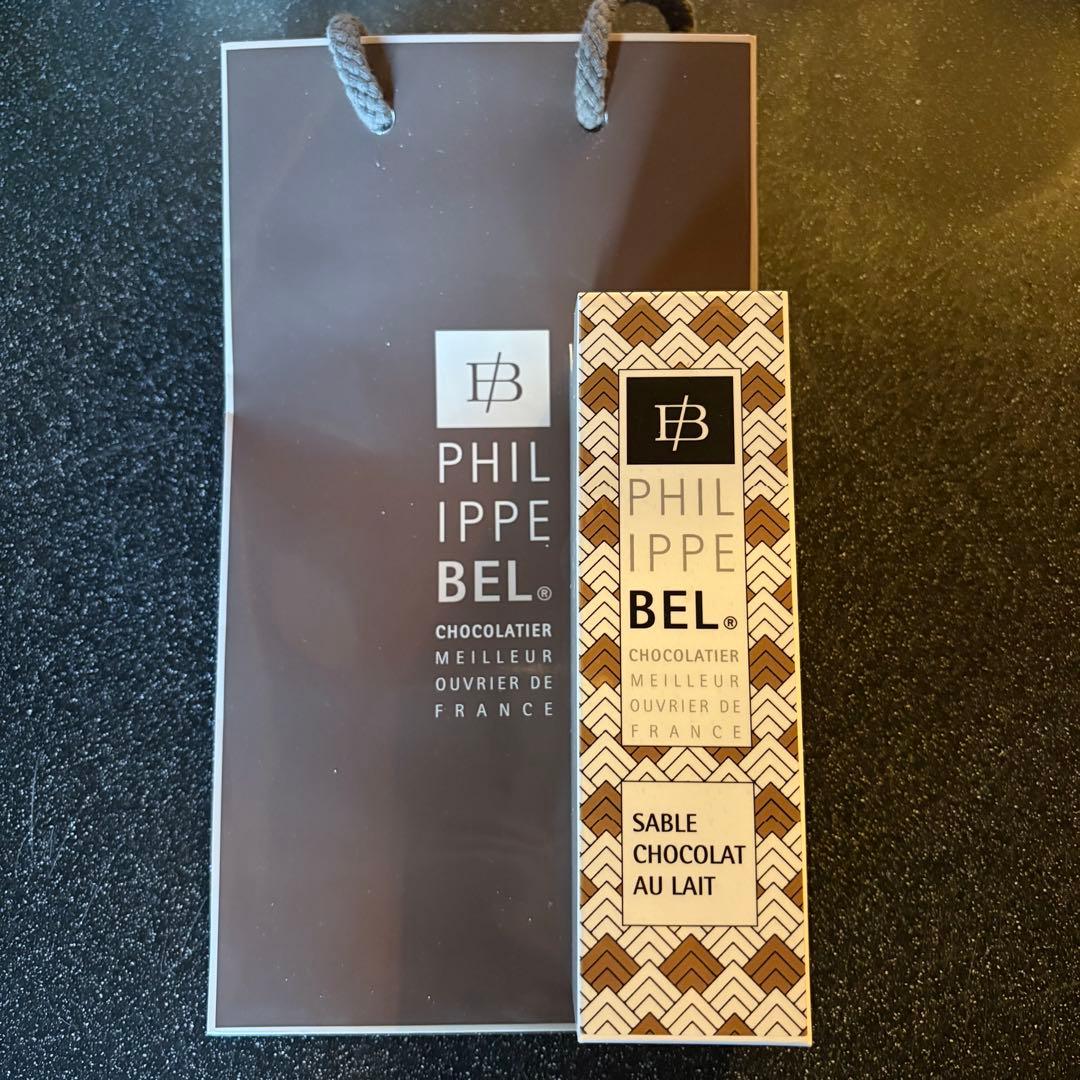 PB
PHIL
IPPE
BEL®
CHOCOLATIER
MEILLEUR
OUVRIER DE
FRANCE
PB
PHIL
IPPE
BEL®
CHOCOLATIER
MEILLEUR
OUVRIER DE
FRANCE
SABLE
CHOCOLAT
AU LAIT